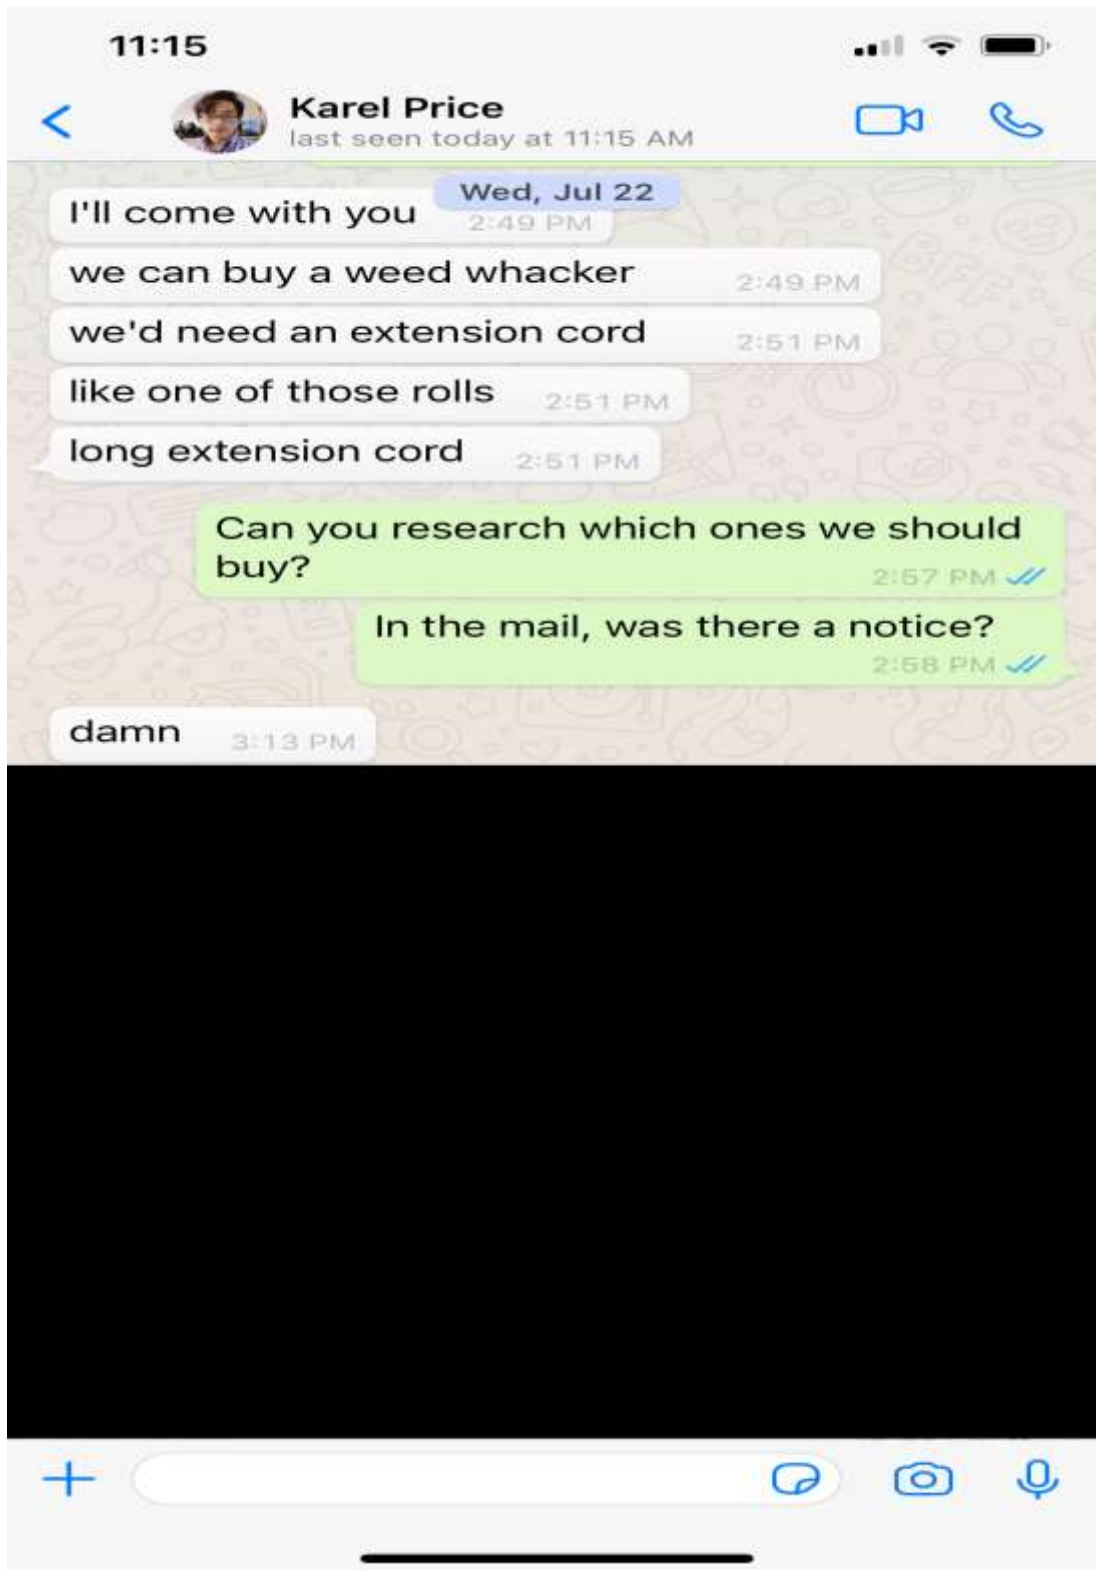 11:15
Karel Price
last seen today at 11:15 AM
Wed, Jul 22
I'll come with you 2:49 PM
we can buy a weed whacker 2:49 PM
we'd need an extension cord 2:51 PM
like one of those rolls 2:51 PM
long extension cord 2:51 PM
Can you research which ones we should
buy? 2:57 PM
In the mail, was there a notice?
2:58 PM
damn 3:13 PM